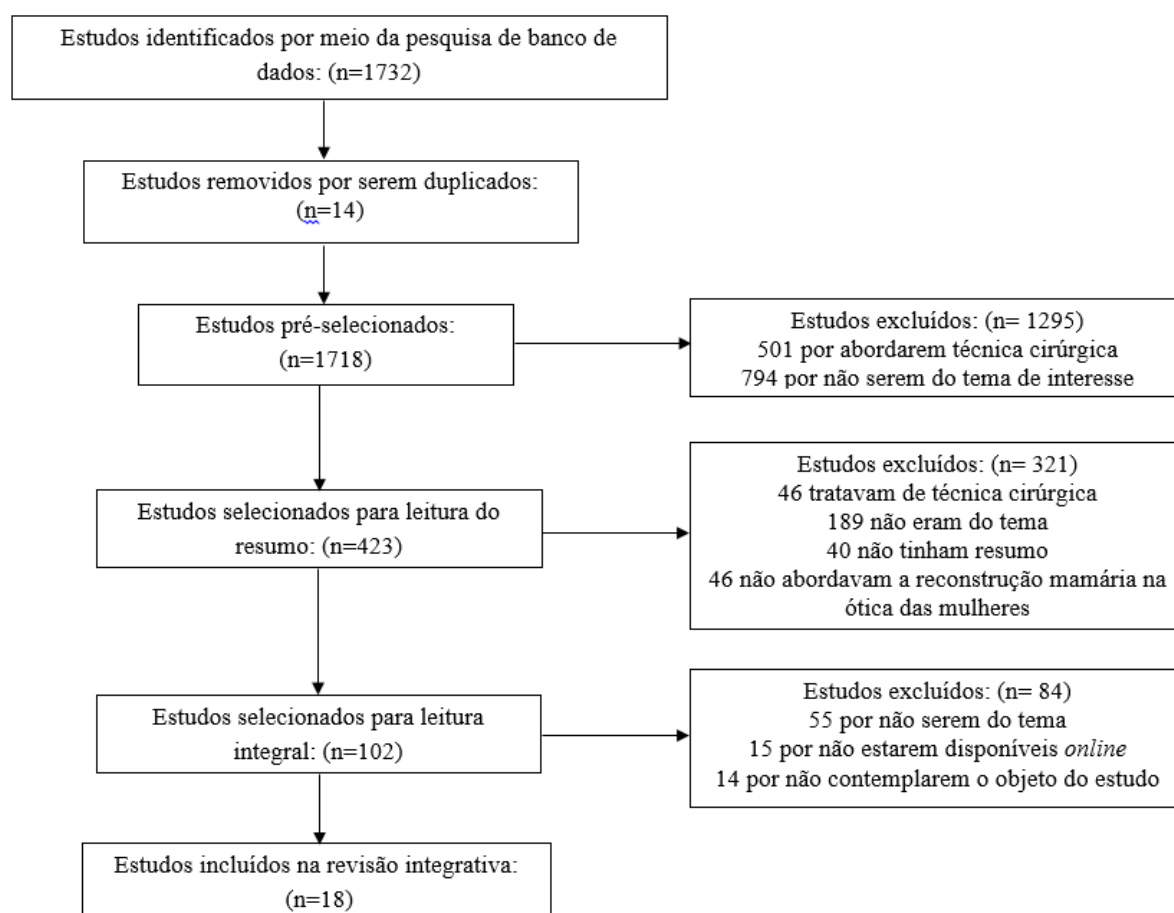 Estudos identificados por meio da pesquisa de banco de
dados: (n=1732)
Estudos removidos por serem duplicados:
(n=14)
Estudos pré-selecionados:
(n=1718)
Estudos excluídos: (n= 1295)
501 por abordarem técnica cirúrgica
794 por não serem do tema de interesse
Estudos selecionados para leitura do
resumo: (n=423)
Estudos excluídos: (n= 321)
46 tratavam de técnica cirúrgica
189 não eram do tema
40 não tinham resumo
46 não abordavam a reconstrução mamária na
ótica das mulheres
Estudos selecionados para leitura
integral: (n=102)
Estudos excluídos: (n= 84)
55 por não serem do tema
15 por não estarem disponíveis online
14 por não contemplarem o objeto do estudo
Estudos incluídos na revisão integrativa:
(n=18)